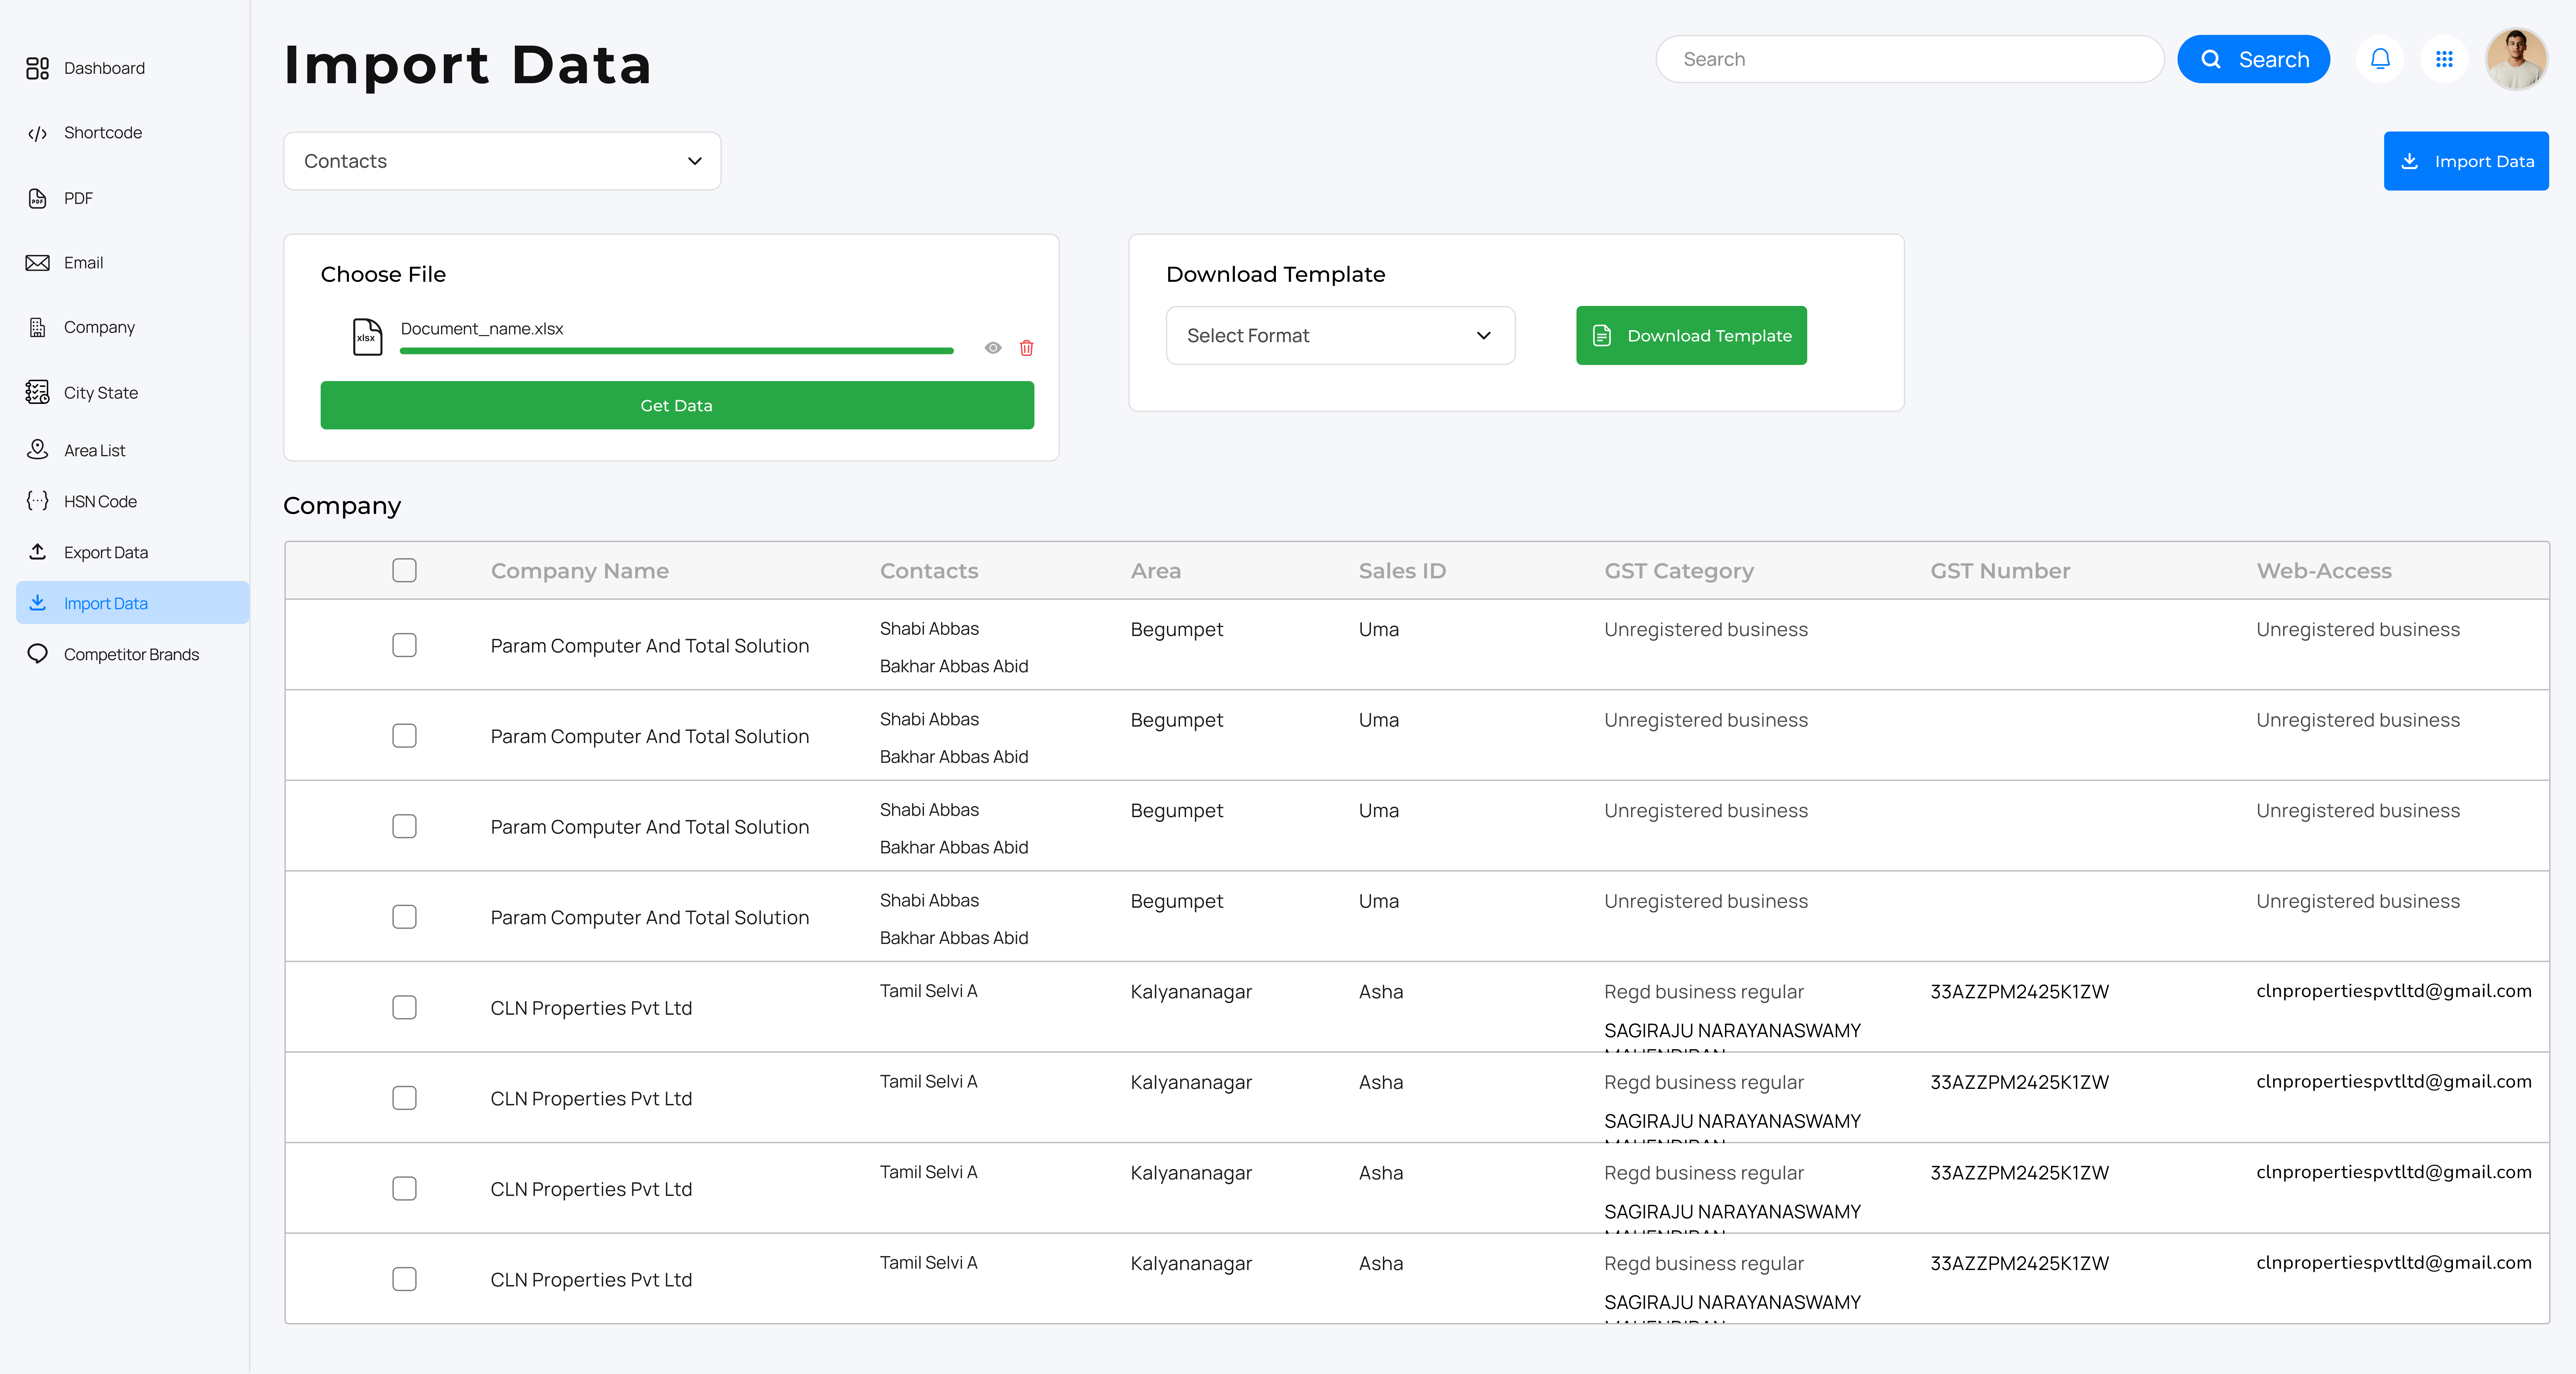 Dashboard
Shortcode
PDF
Email
Company
City State
Area List
HSN Code
Export Data
Import Data
Competitor Brands
Import Data
Search
Search
Contacts
Import Data
Choose File
xlsx
Document_name.xlsx
Get Data
Download Template
Select Format
Download Template
Company
Company Name Contacts Area Sales ID GST Category GST Number Web-Access
Param Computer And Total Solution Shabi Abbas Begumpet Uma Unregistered business Unregistered business
Bakhar Abbas Abid
Param Computer And Total Solution Shabi Abbas Begumpet Uma Unregistered business Unregistered business
Bakhar Abbas Abid
Param Computer And Total Solution Shabi Abbas Begumpet Uma Unregistered business Unregistered business
Bakhar Abbas Abid
Param Computer And Total Solution Shabi Abbas Begumpet Uma Unregistered business Unregistered business
Bakhar Abbas Abid
CLN Properties Pvt Ltd Tamil Selvi A Kalyananagar Asha Regd business regular 33AZZPM2425K1ZW clnpropertiespvtltd@gmail.com
SAGIRAJU NARAYANASWAMY
CLN Properties Pvt Ltd Tamil Selvi A Kalyananagar Asha Regd business regular 33AZZPM2425K1ZW clnpropertiespvtltd@gmail.com
SAGIRAJU NARAYANASWAMY
CLN Properties Pvt Ltd Tamil Selvi A Kalyananagar Asha Regd business regular 33AZZPM2425K1ZW clnpropertiespvtltd@gmail.com
SAGIRAJU NARAYANASWAMY
CLN Properties Pvt Ltd Tamil Selvi A Kalyananagar Asha Regd business regular 33AZZPM2425K1ZW clnpropertiespvtltd@gmail.com
SAGIRAJU NARAYANASWAMY